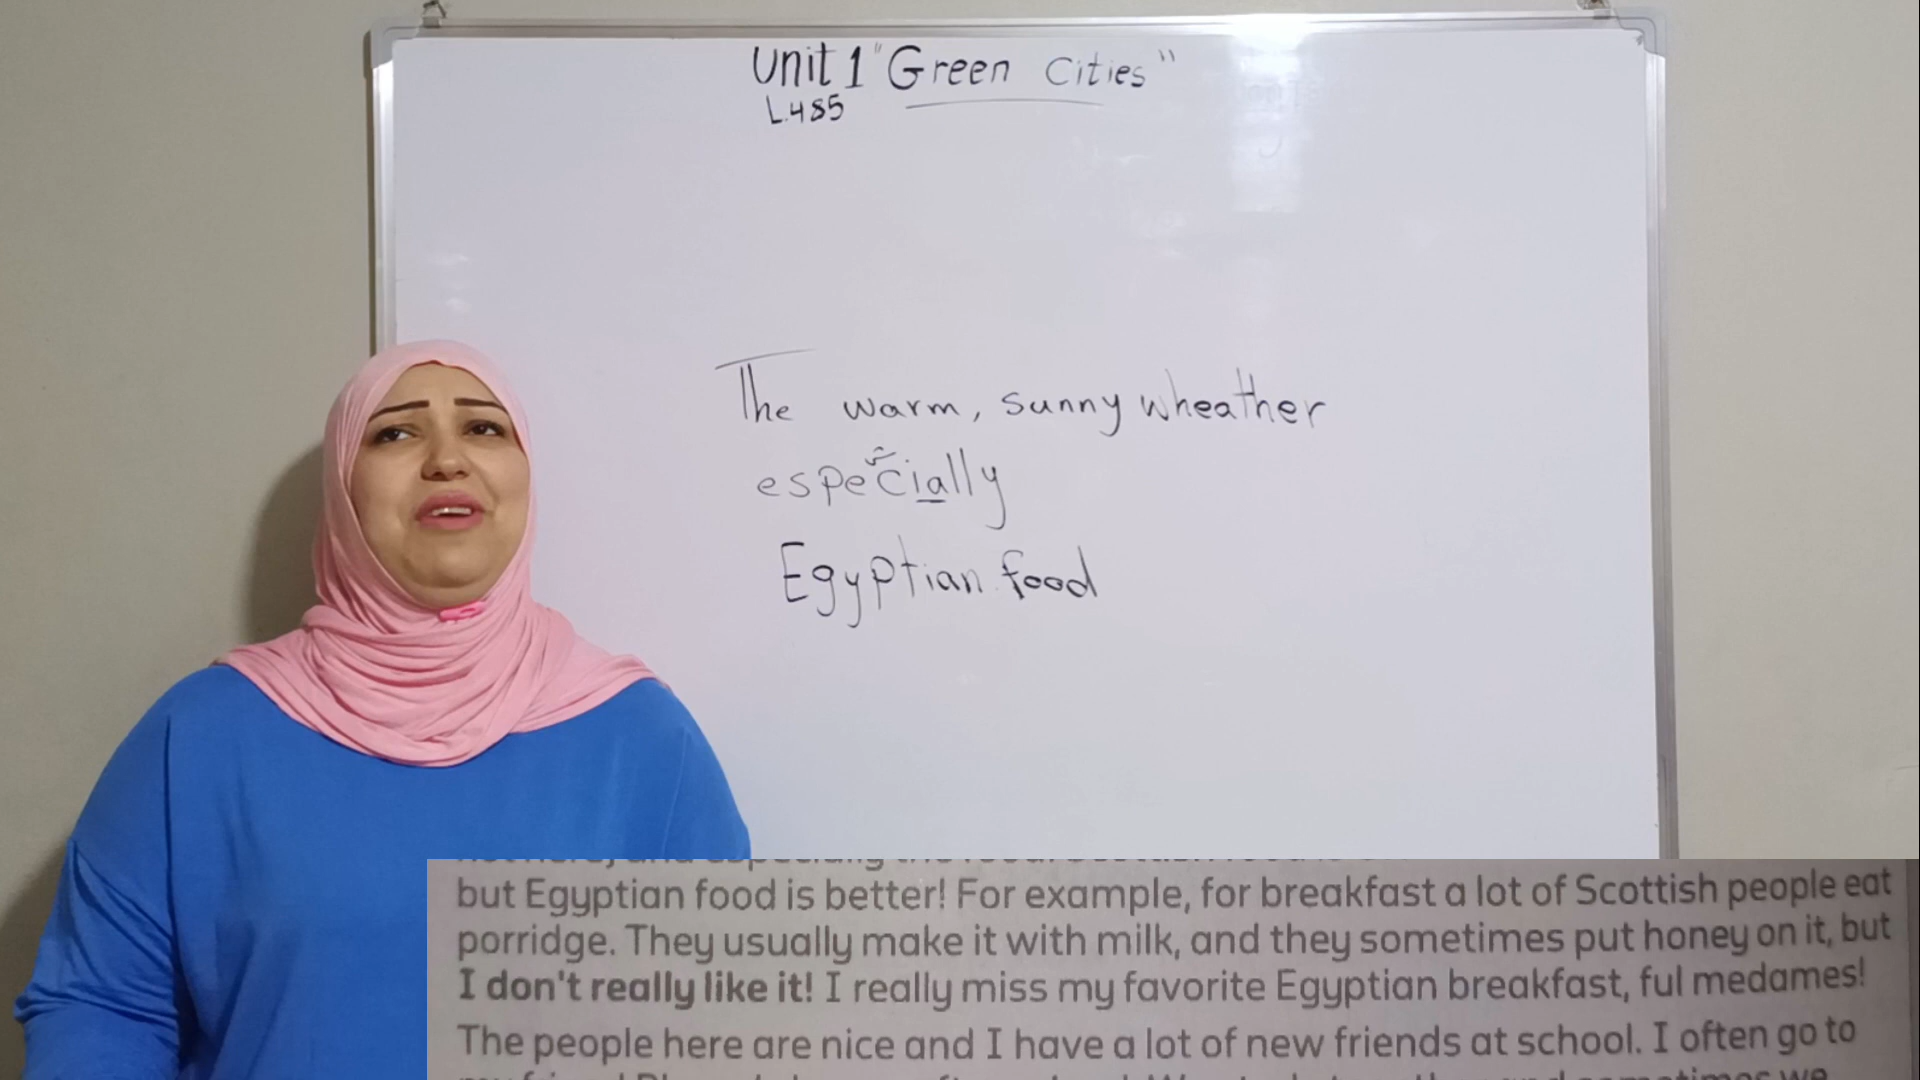 Unit 1 "Green Cities"
L.4&5
The warm, sunny wheather
ش
especially
Egyptian food
but Egyptian food is better! For example, for breakfast a lot of Scottish people eat
porridge. They usually make it with milk, and they sometimes put honey on it, but
I don't really like it! I really miss my favorite Egyptian breakfast, ful medames!
The people here are nice and I have a lot of new friends at school. I often go to